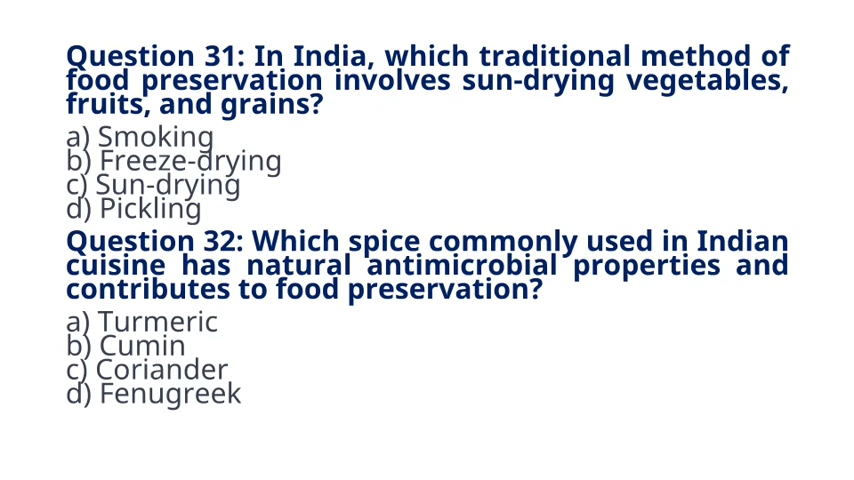 Question 31: In India, which traditional method of
food preservation involves sun-drying vegetables,
fruits, and grains?
a) Smoking
b) Freeze-drying
c) Sun-drying
d) Pickling
Question 32: Which spice commonly used in Indian
cuisine has natural antimicrobial properties and
contributes to food preservation?
a) Turmeric
b) Cumin
c) Coriander
d) Fenugreek